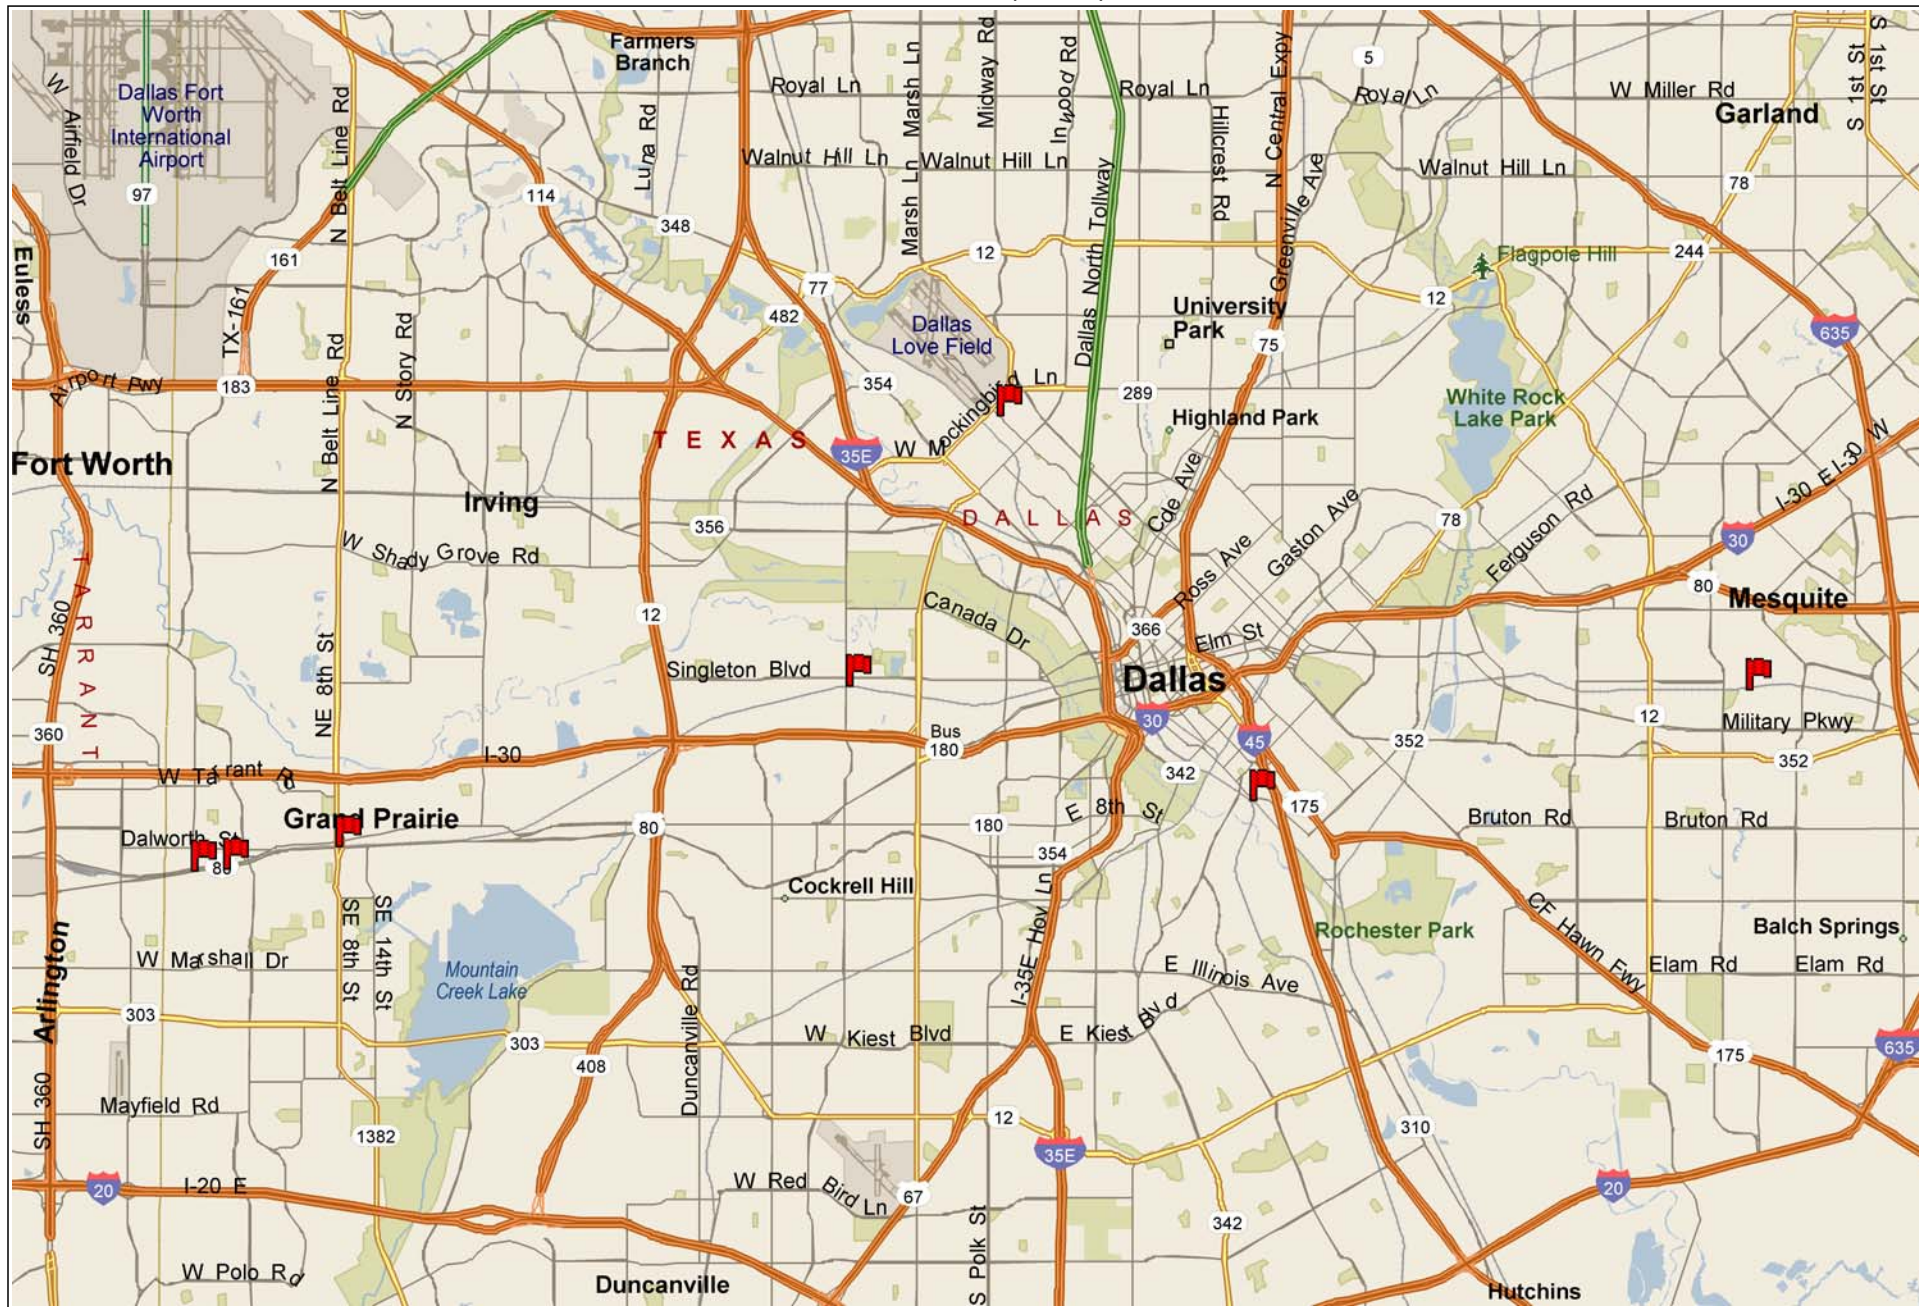 Farmers
Branch
Royal Ln
Marsh Ln
Midway Rd
Inwood Rd
Royal Ln
N Central Expy
5
Royal Ln
W Miller Rd
S 1st St
S 1st St
Garland
W Airfield Dr
Dallas Fort
Worth
International
Airport
97
N Belt Line Rd
Luna Rd
Walnut Hill Ln
Marsh Ln
Walnut Hill Ln
Hillcrest Rd
Greenville Ave
Walnut Hill Ln
78
114
348
161
12
Dallas North Tollway
Flagpole Hill
244
Euless
TX-161
77
482
Dallas
Love Field
University
Park
12
635
75
Airport Fwy
183
N Belt Line Rd
N Story Rd
354
W Mockingbird Ln
289
Highland Park
White Rock
Lake Park
TEXAS
35E
Fort Worth
Irving
356
DALLAS
Cde Ave
Gaston Ave
78
Ferguson Rd
I-30 E I-30 W
30
W Shady Grove Rd
TARRANT
SH 360
12
Canada Dr
Ross Ave
366
Elm St
80
Mesquite
NE 8th St
Singleton Blvd
Dallas
30
45
352
12
Military Pkwy
352
360
I-30
Bus
180
342
W Tarrant Rd
Grand Prairie
Dalworth St
80
80
180
E 8th St
175
Bruton Rd
Bruton Rd
354
Cockrell Hill
SE 8th St
SE 14th St
Arlington
W Marshall Dr
Mountain
Creek Lake
Duncanville Rd
I-35E Hov Ln
E Illinois Ave
Rochester Park
CF Hawn Fwy
Balch Springs
Elam Rd
Elam Rd
303
303
408
W Kiest Blvd
E Kiest Blvd
175
635
SH 360
Mayfield Rd
1382
12
35E
310
20
I-20 E
W Red Bird Ln
67
20
342
W Polo Rd
Duncanville
S Polk St
Hutchins